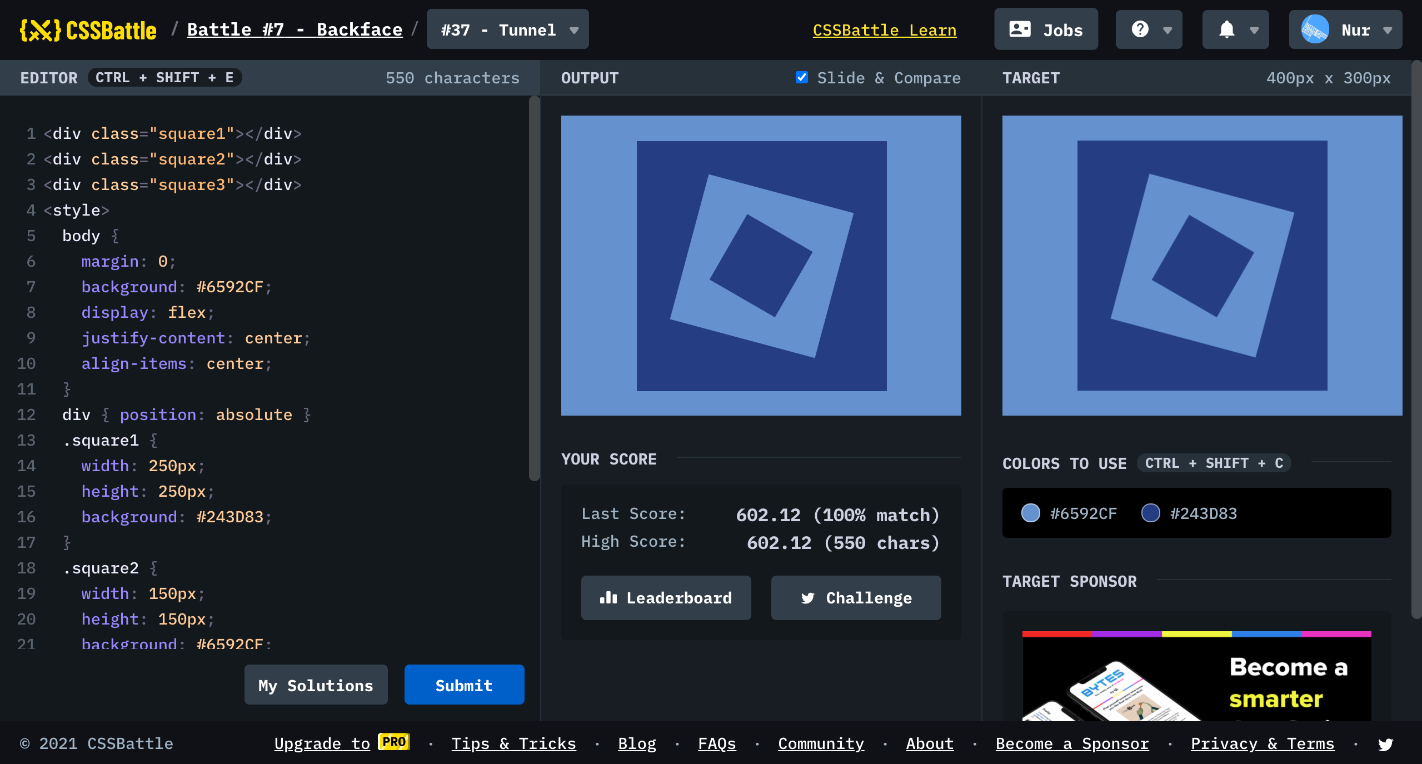 {X} CSSBattle / Battle #7 - Backface / #37 - Tunnel CSSBattle Learn Jobs ? Nur
EDITOR CTRL + SHIFT + E 550 characters OUTPUT Slide & Compare TARGET 400px x 300px
1 <div class="square1"></div>
2 <div class="square2"></div>
3 <div class="square3"></div>
4 <style>
5 body {
6 margin: 0;
7 background: #6592CF;
8 display: flex;
9 justify-content: center;
10 align-items: center;
11 }
12 div { position: absolute }
13 .square1 {
14 width: 250px;
15 height: 250px;
16 background: #243D83;
17 }
18 .square2 {
19 width: 150px;
20 height: 150px;
21 background: #6592CF;
My Solutions Submit
YOUR SCORE
Last Score: 602.12 (100% match)
High Score: 602.12 (550 chars)
Leaderboard Challenge
COLORS TO USE CTRL + SHIFT + C
#6592CF #243D83
TARGET SPONSOR
BYTES
Become a
smarter
© 2021 CSSBattle Upgrade to PRO · Tips & Tricks · Blog · FAQs · Community · About · Become a Sponsor · Privacy & Terms ·